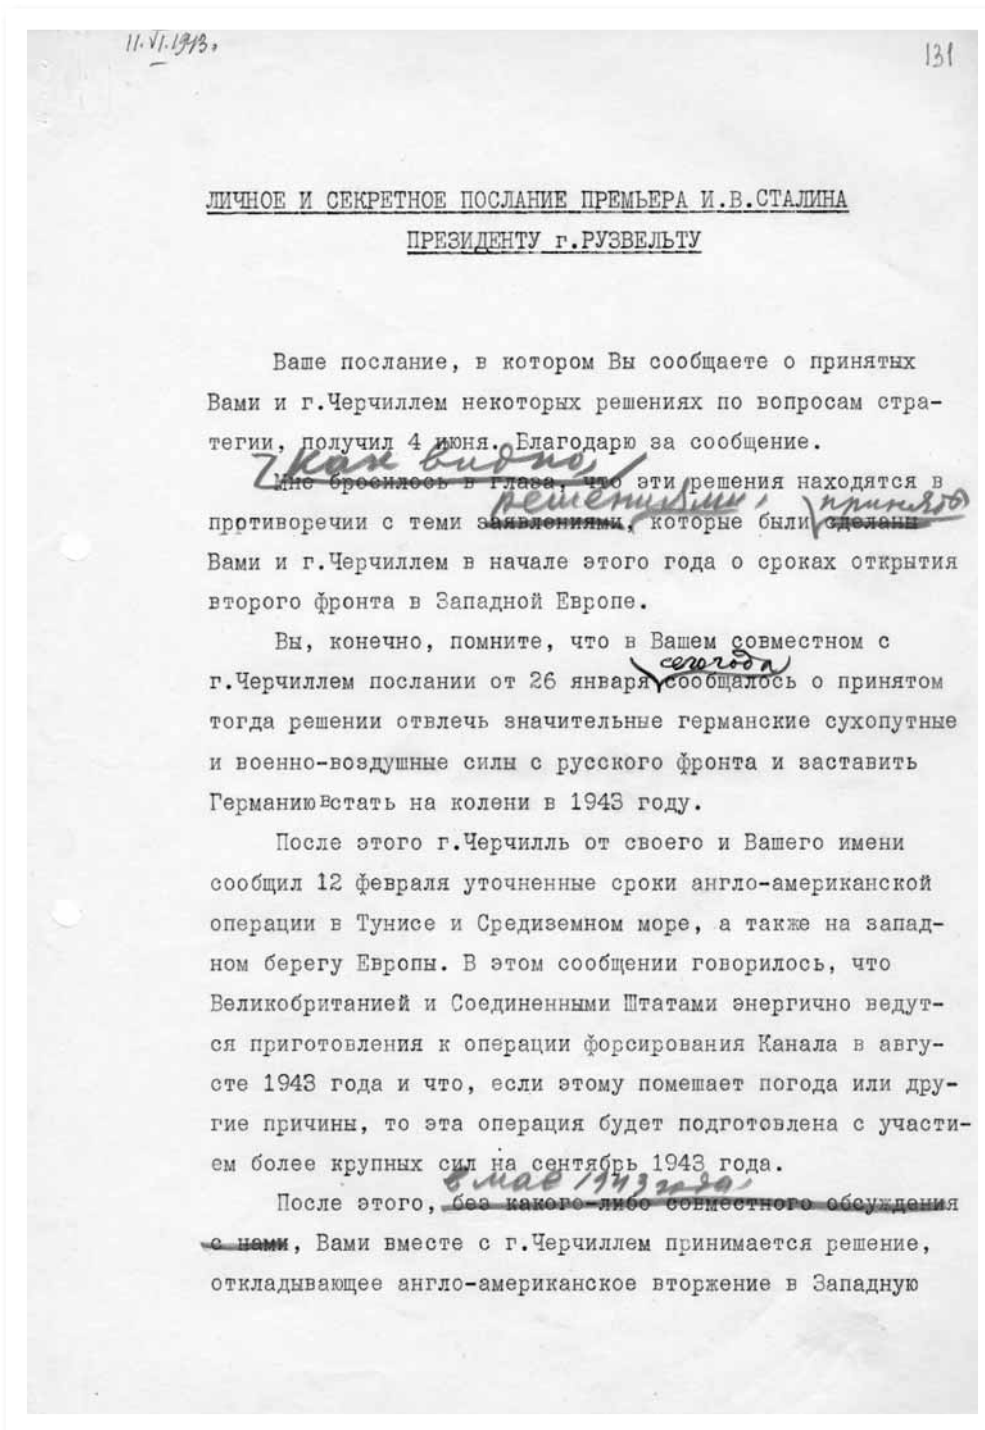 11.VI.1943.
131
ЛИЧНОЕ И СЕКРЕТНОЕ ПОСЛАНИЕ ПРЕМЬЕРА И.В.СТАЛИНА
ПРЕЗИДЕНТУ г.РУЗВЕЛЬТУ
Ваше послание, в котором Вы сообщаете о принятых
Вами и г.Черчиллем некоторых решениях по вопросам стра-
тегии, получил 4 июня. Благодарю за сообщение.
как видно,
Мне бросилось в глаза, что эти решения находятся в
решениями, приняты
противоречии с теми заявлениями, которые были сделаны
Вами и г.Черчиллем в начале этого года о сроках открытия
второго фронта в Западной Европе.
Вы, конечно, помните, что в Вашем совместном с
сего года
г.Черчиллем послании от 26 января сообщалось о принятом
тогда решении отвлечь значительные германские сухопутные
и военно-воздушные силы с русского фронта и заставить
Германию встать на колени в 1943 году.
После этого г.Черчилль от своего и Вашего имени
сообщил 12 февраля уточненные сроки англо-американской
операции в Тунисе и Средиземном море, а также на запад-
ном берегу Европы. В этом сообщении говорилось, что
Великобританией и Соединенными Штатами энергично ведут-
ся приготовления к операции форсирования Канала в авгу-
сте 1943 года и что, если этому помешает погода или дру-
гие причины, то эта операция будет подготовлена с участи-
ем более крупных сил на сентябрь 1943 года.
в мае 1943 года,
После этого, без какого-либо совместного обсуждения
с нами, Вами вместе с г.Черчиллем принимается решение,
откладывающее англо-американское вторжение в Западную